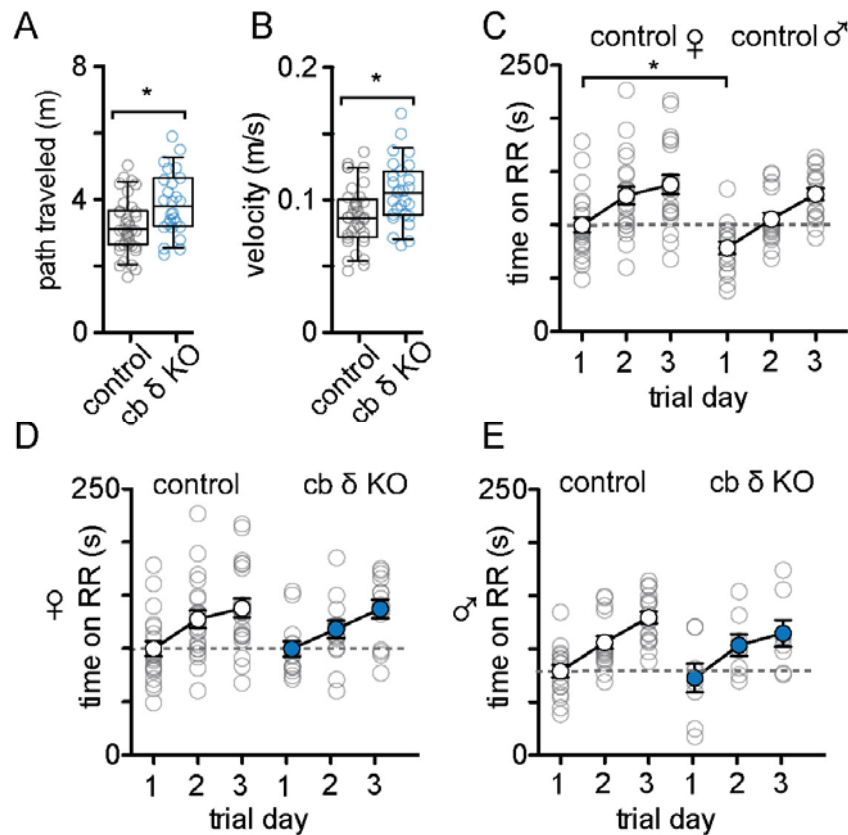 A
path traveled (m)
8
4
0
*
control
cb δ KO
B
velocity (m/s)
0.2
0.1
0
*
control
cb δ KO
C
control ♀ control ♂
time on RR (s)
250
0
*
1 2 3 1 2 3
trial day
D
control cb δ KO
♀
time on RR (s)
250
0
1 2 3 1 2 3
trial day
E
control cb δ KO
♂
time on RR (s)
250
0
1 2 3 1 2 3
trial day